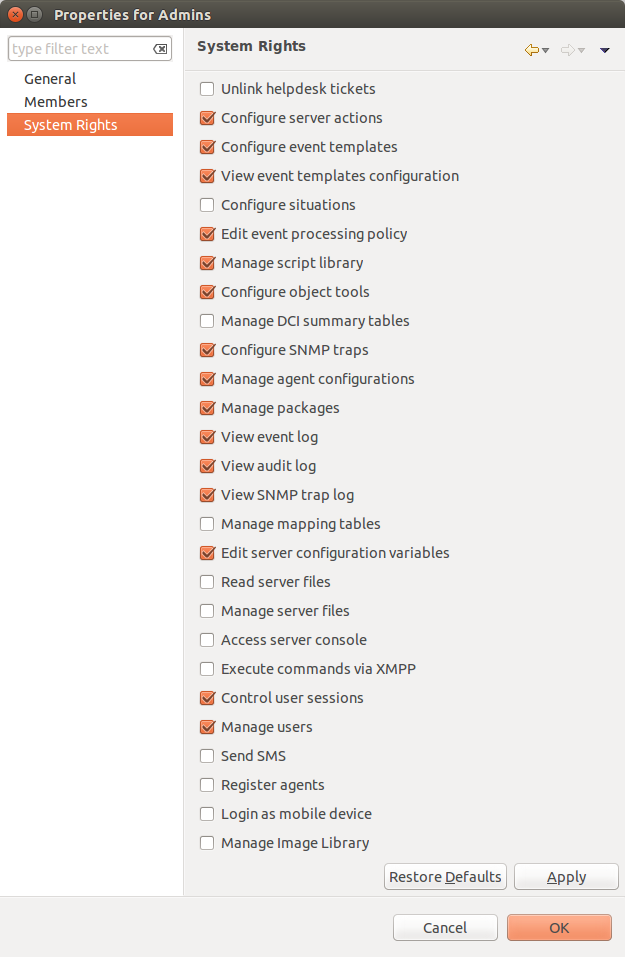 Properties for Admins
type filter text
System Rights
General
Members
System Rights
Unlink helpdesk tickets
Configure server actions
Configure event templates
View event templates configuration
Configure situations
Edit event processing policy
Manage script library
Configure object tools
Manage DCI summary tables
Configure SNMP traps
Manage agent configurations
Manage packages
View event log
View audit log
View SNMP trap log
Manage mapping tables
Edit server configuration variables
Read server files
Manage server files
Access server console
Execute commands via XMPP
Control user sessions
Manage users
Send SMS
Register agents
Login as mobile device
Manage Image Library
Restore Defaults
Apply
Cancel
OK